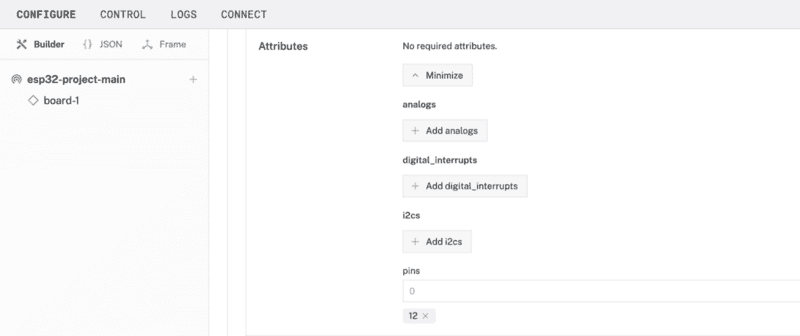 CONFIGURE CONTROL LOGS CONNECT
Builder {} JSON Frame
esp32-project-main +
board-1
Attributes
No required attributes.
Minimize
analogs
+ Add analogs
digital_interrupts
+ Add digital_interrupts
i2cs
+ Add i2cs
pins
0
12 ×